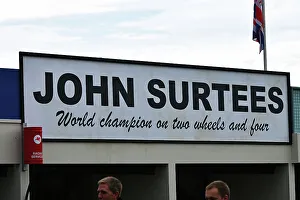 JOHN SURTEES
World champion on two wheels and four